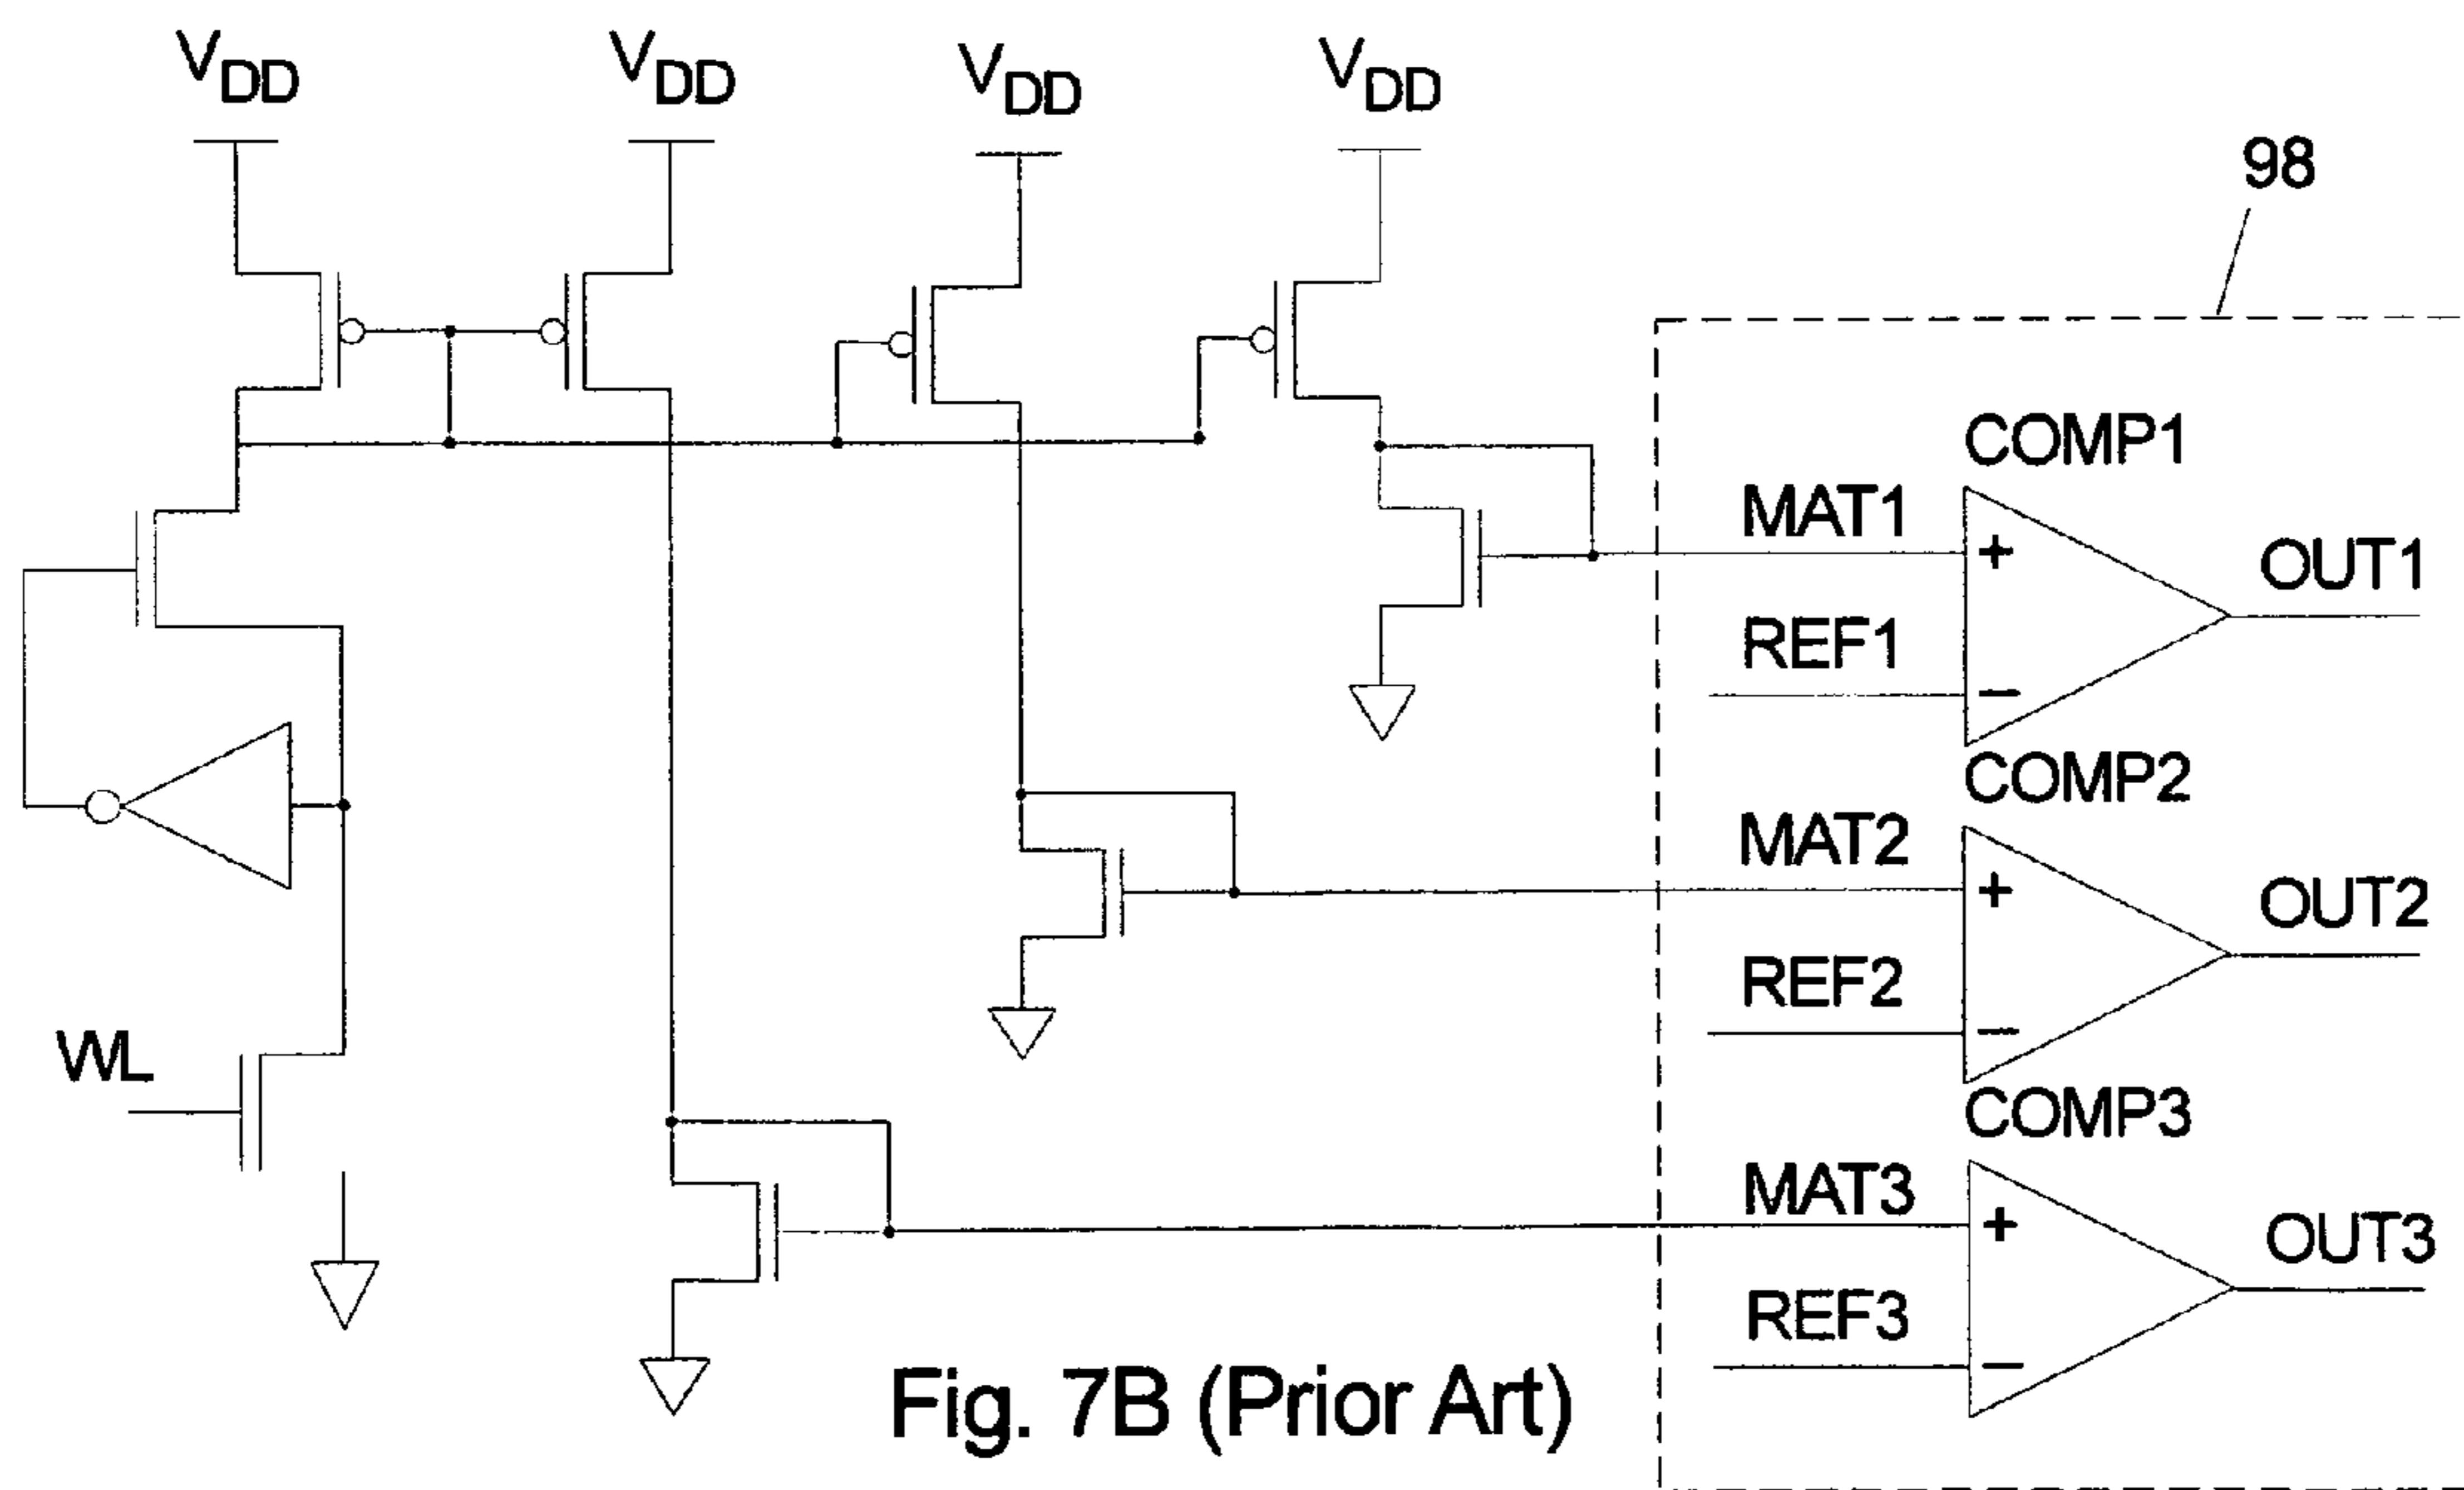 VDD VDD VDD VDD
98
COMP1
MAT1
+
OUT1
REF1
−
COMP2
MAT2
+
OUT2
REF2
−
WL
COMP3
MAT3
+
OUT3
REF3
−
Fig. 7B (Prior Art)